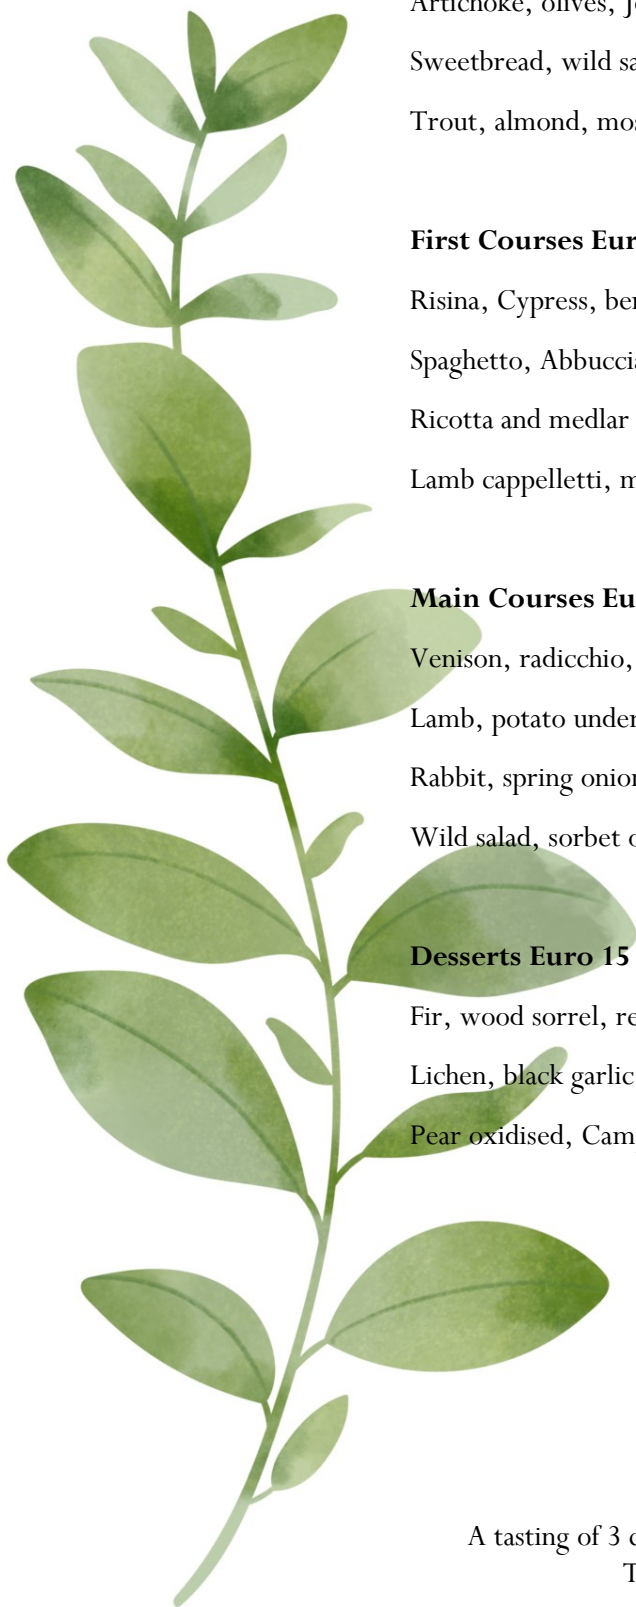 Artichoke, olives,
Sweetbread, wild
Trout, almond,
First Courses
Risina, Cypress,
Spaghetto,
Ricotta and medlar
Lamb cappelletti,
Main Courses
Venison, radicchio,
Lamb, potato
Rabbit, spring
Wild salad, sorbet
Desserts Euro 15
Fir, wood sorrel,
Lichen, black garlic
Pear oxidised,
A tasting of 3